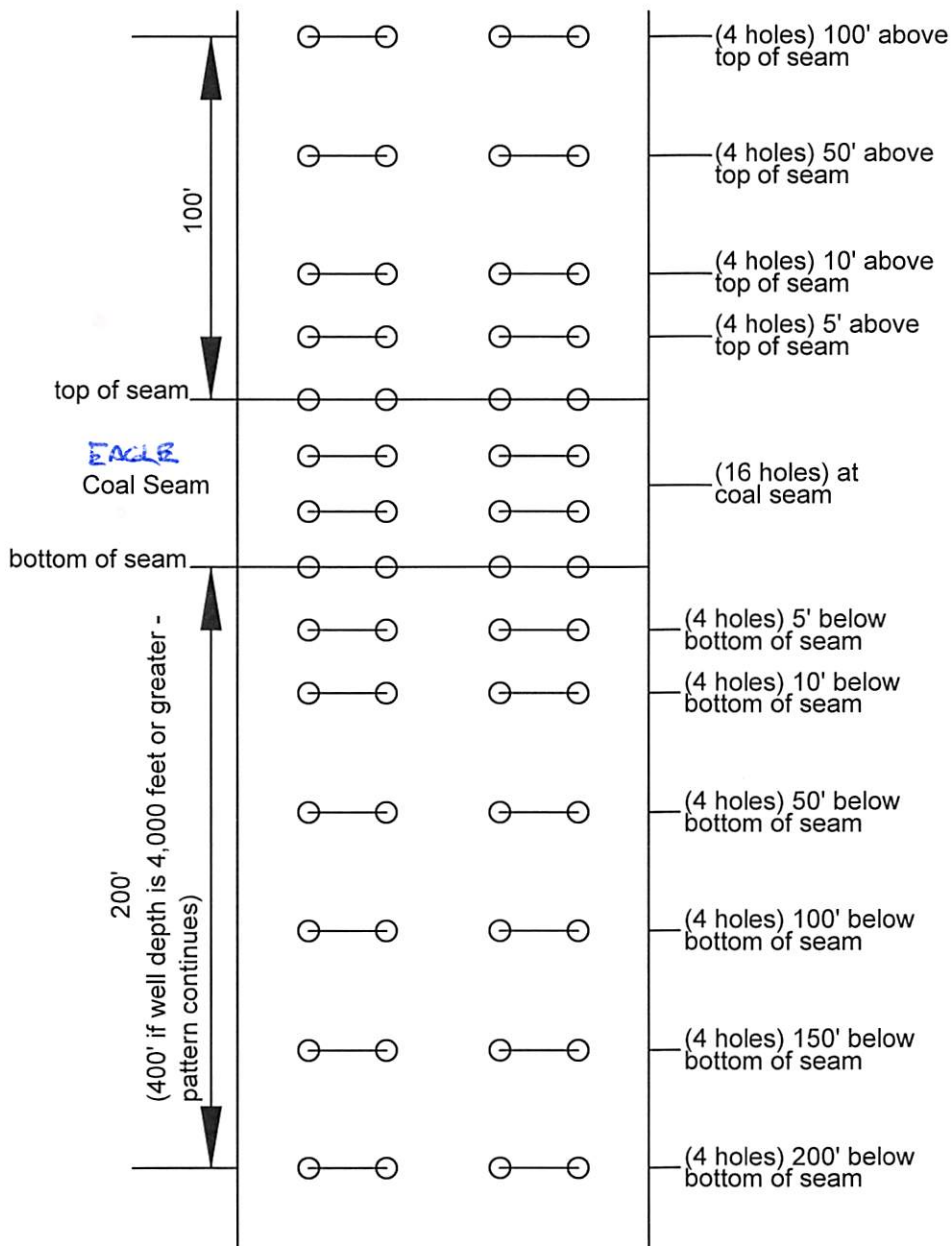 (4 holes) 100' above
top of seam
(4 holes) 50' above
top of seam
100'
(4 holes) 10' above
top of seam
(4 holes) 5' above
top of seam
top of seam
EAGLE
Coal Seam
(16 holes) at
coal seam
bottom of seam
(4 holes) 5' below
bottom of seam
(4 holes) 10' below
bottom of seam
200'
(400' if well depth is 4,000 feet or greater -
pattern continues)
(4 holes) 50' below
bottom of seam
(4 holes) 100' below
bottom of seam
(4 holes) 150' below
bottom of seam
(4 holes) 200' below
bottom of seam